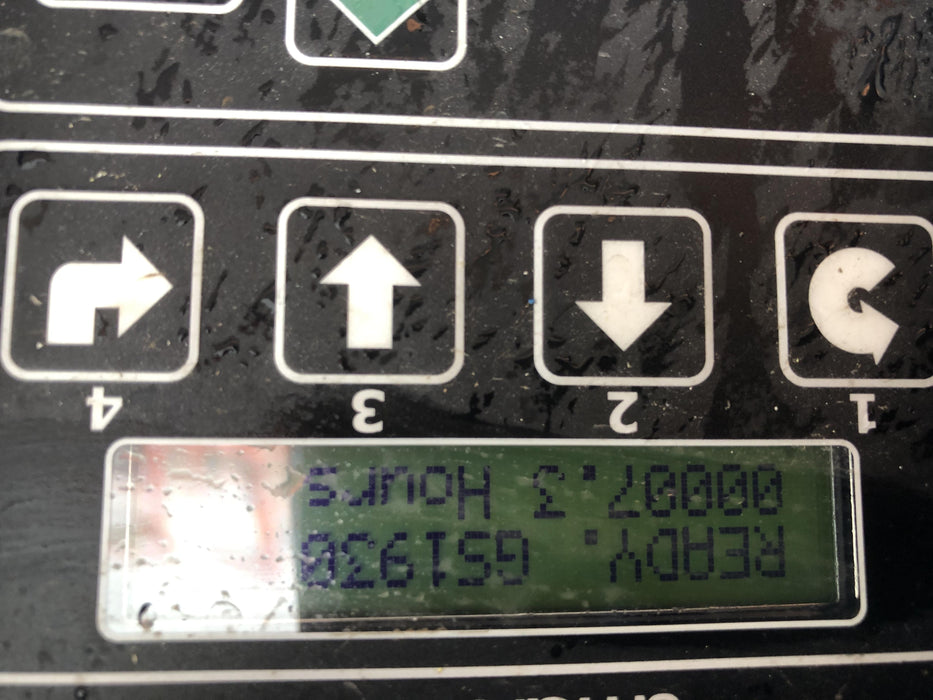 READY. GS1930
00007.3 Hours
1 2 3 4